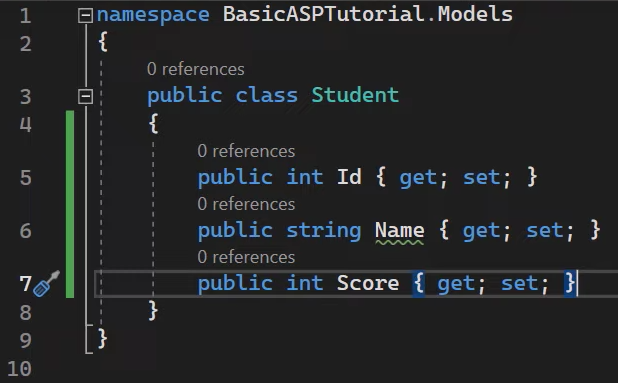 1 namespace BasicASPTutorial.Models
2 {
0 references
3 public class Student
4 {
0 references
5 public int Id { get; set; }
0 references
6 public string Name { get; set; }
0 references
7 public int Score { get; set; }
8 }
9 }
10